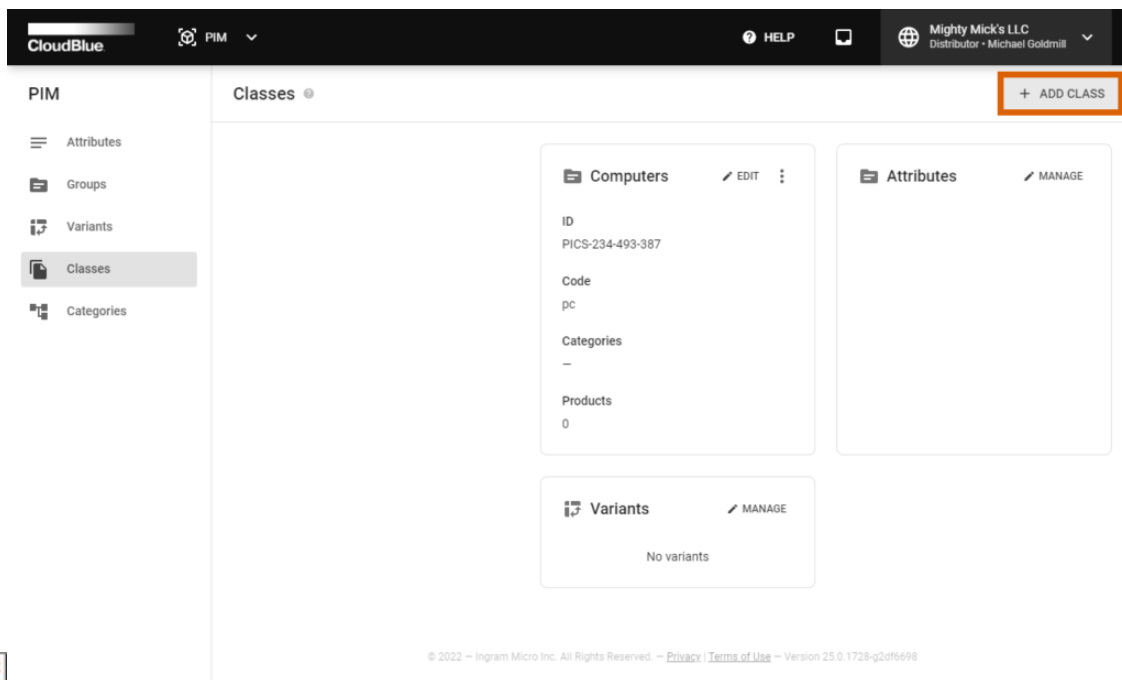 CloudBlue.
PIM
HELP
Mighty Mick's LLC
Distributor • Michael Goldmill
PIM
Classes
+ ADD CLASS
Attributes
Groups
Variants
Classes
Categories
Computers
EDIT
ID
PICS-234-493-387
Code
pc
Categories
–
Products
0
Attributes
MANAGE
Variants
MANAGE
No variants
© 2022 – Ingram Micro Inc. All Rights Reserved. – Privacy | Terms of Use – Version 25.0.1728-g2df6698